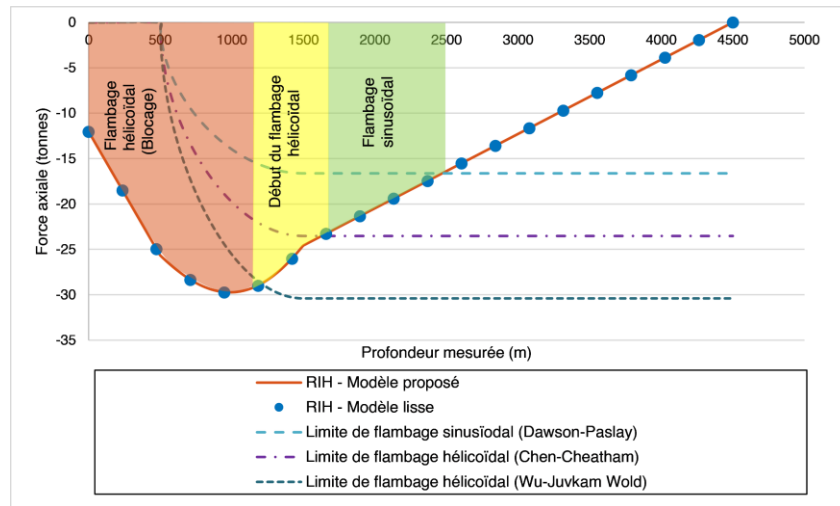 0
0 500 1000 1500 2000 2500 3000 3500 4000 4500 5000
-5
-10
-15
-20
-25
-30
-35
Force axiale (tonnes)
Flambage
hélicoïdal
(Blocage)
Début du flambage
hélicoïdal
Flambage
sinusoïdal
Profondeur mesurée (m)
RIH - Modèle proposé
RIH - Modèle lisse
Limite de flambage sinusïodal (Dawson-Paslay)
Limite de flambage hélicoïdal (Chen-Cheatham)
Limite de flambage hélicoïdal (Wu-Juvkam Wold)